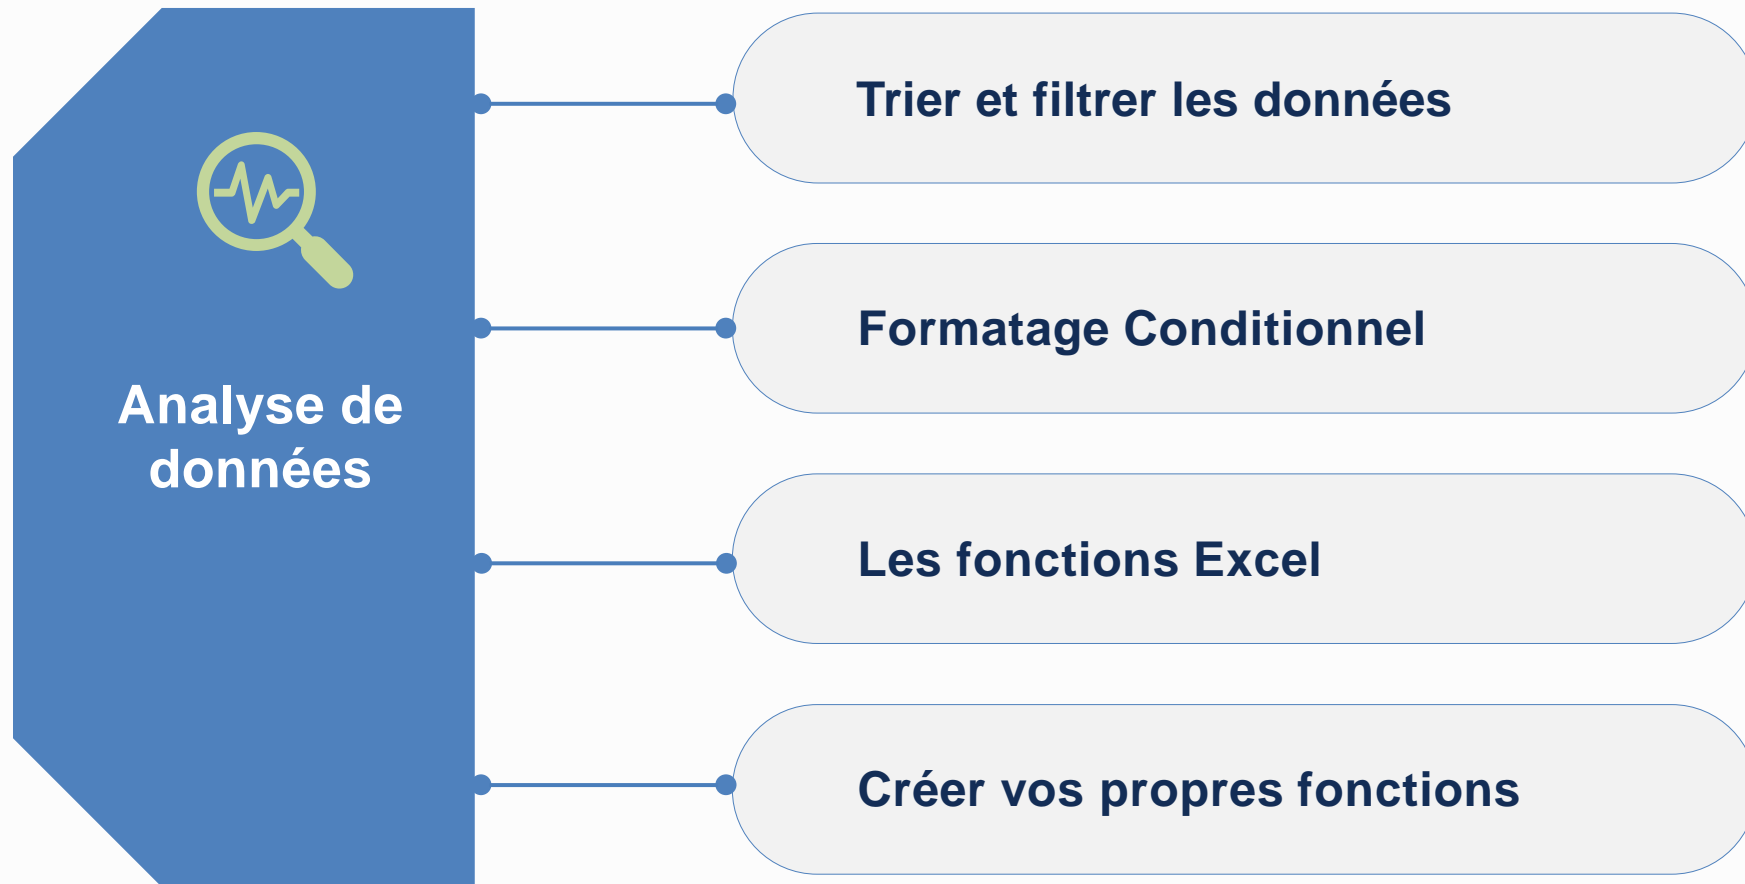 Analyse de
données
Trier et filtrer les données
Formatage Conditionnel
Les fonctions Excel
Créer vos propres fonctions